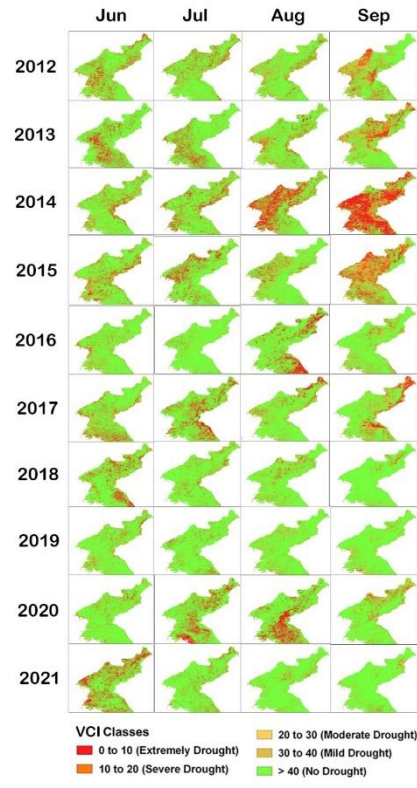 Jun Jul Aug Sep
2012
2013
2014
2015
2016
2017
2018
2019
2020
2021
VCI Classes
0 to 10 (Extremely Drought)
10 to 20 (Severe Drought)
20 to 30 (Moderate Drought)
30 to 40 (Mild Drought)
> 40 (No Drought)